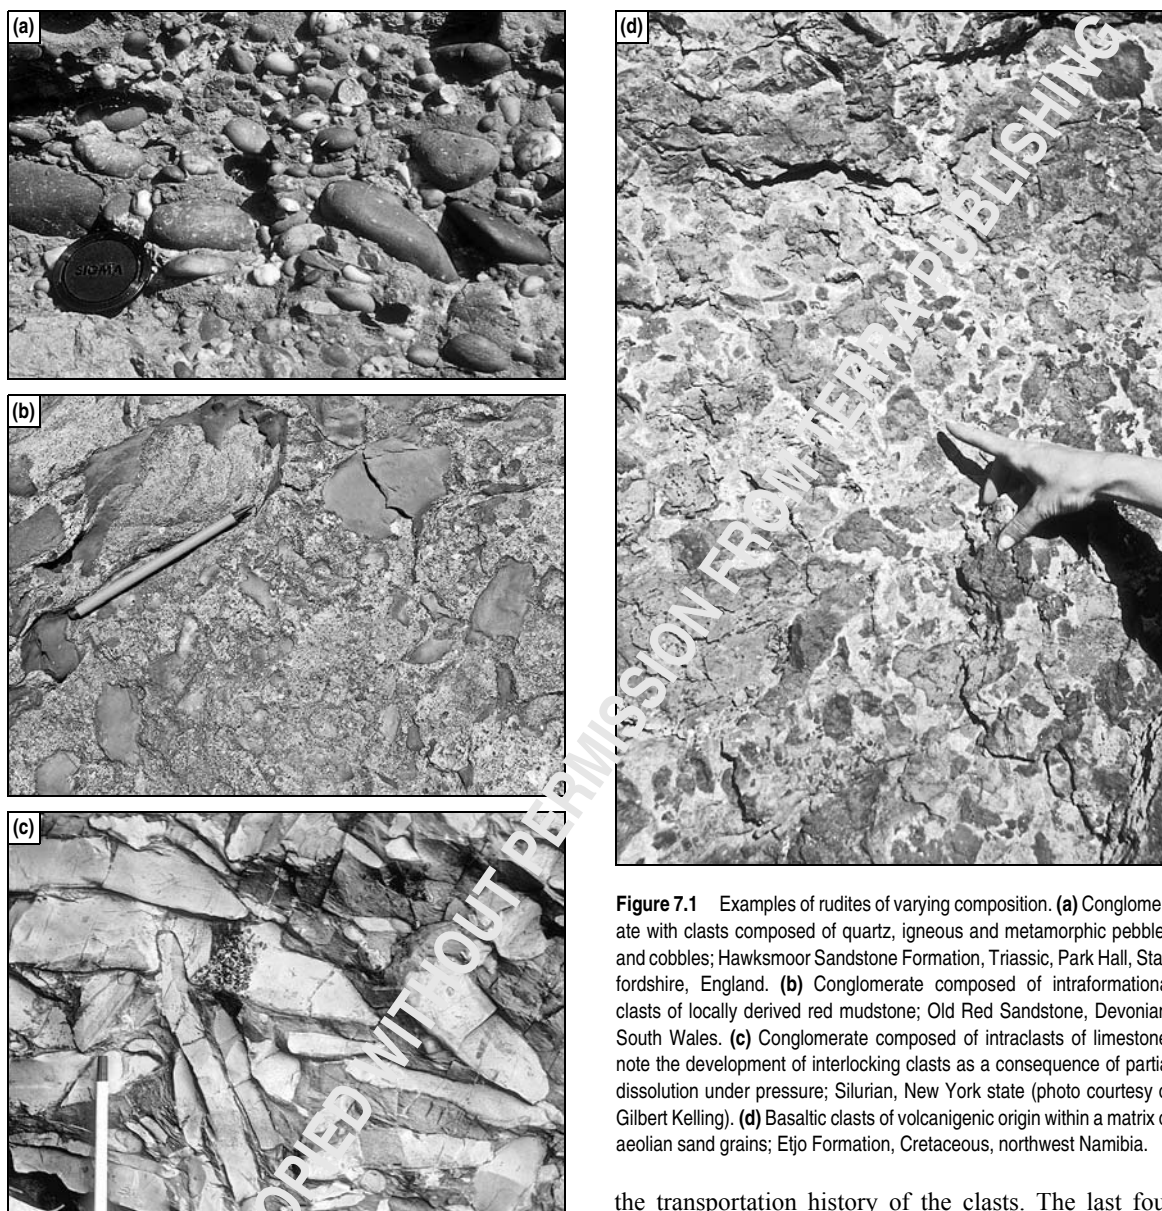 (a)
SIGMA
(b)
(c)
(d)
COPIED WITHOUT PERMISSION FROM TERRAPUBLISHING
Figure 7.1 Examples of rudites of varying composition. (a) Conglome
ate with clasts composed of quartz, igneous and metamorphic pebble
and cobbles; Hawksmoor Sandstone Formation, Triassic, Park Hall, Sta
fordshire, England. (b) Conglomerate composed of intraformationa
clasts of locally derived red mudstone; Old Red Sandstone, Devonian
South Wales. (c) Conglomerate composed of intraclasts of limestone
note the development of interlocking clasts as a consequence of partia
dissolution under pressure; Silurian, New York state (photo courtesy o
Gilbert Kelling). (d) Basaltic clasts of volcanigenic origin within a matrix o
aeolian sand grains; Etjo Formation, Cretaceous, northwest Namibia.
the transportation history of the clasts. The last fou